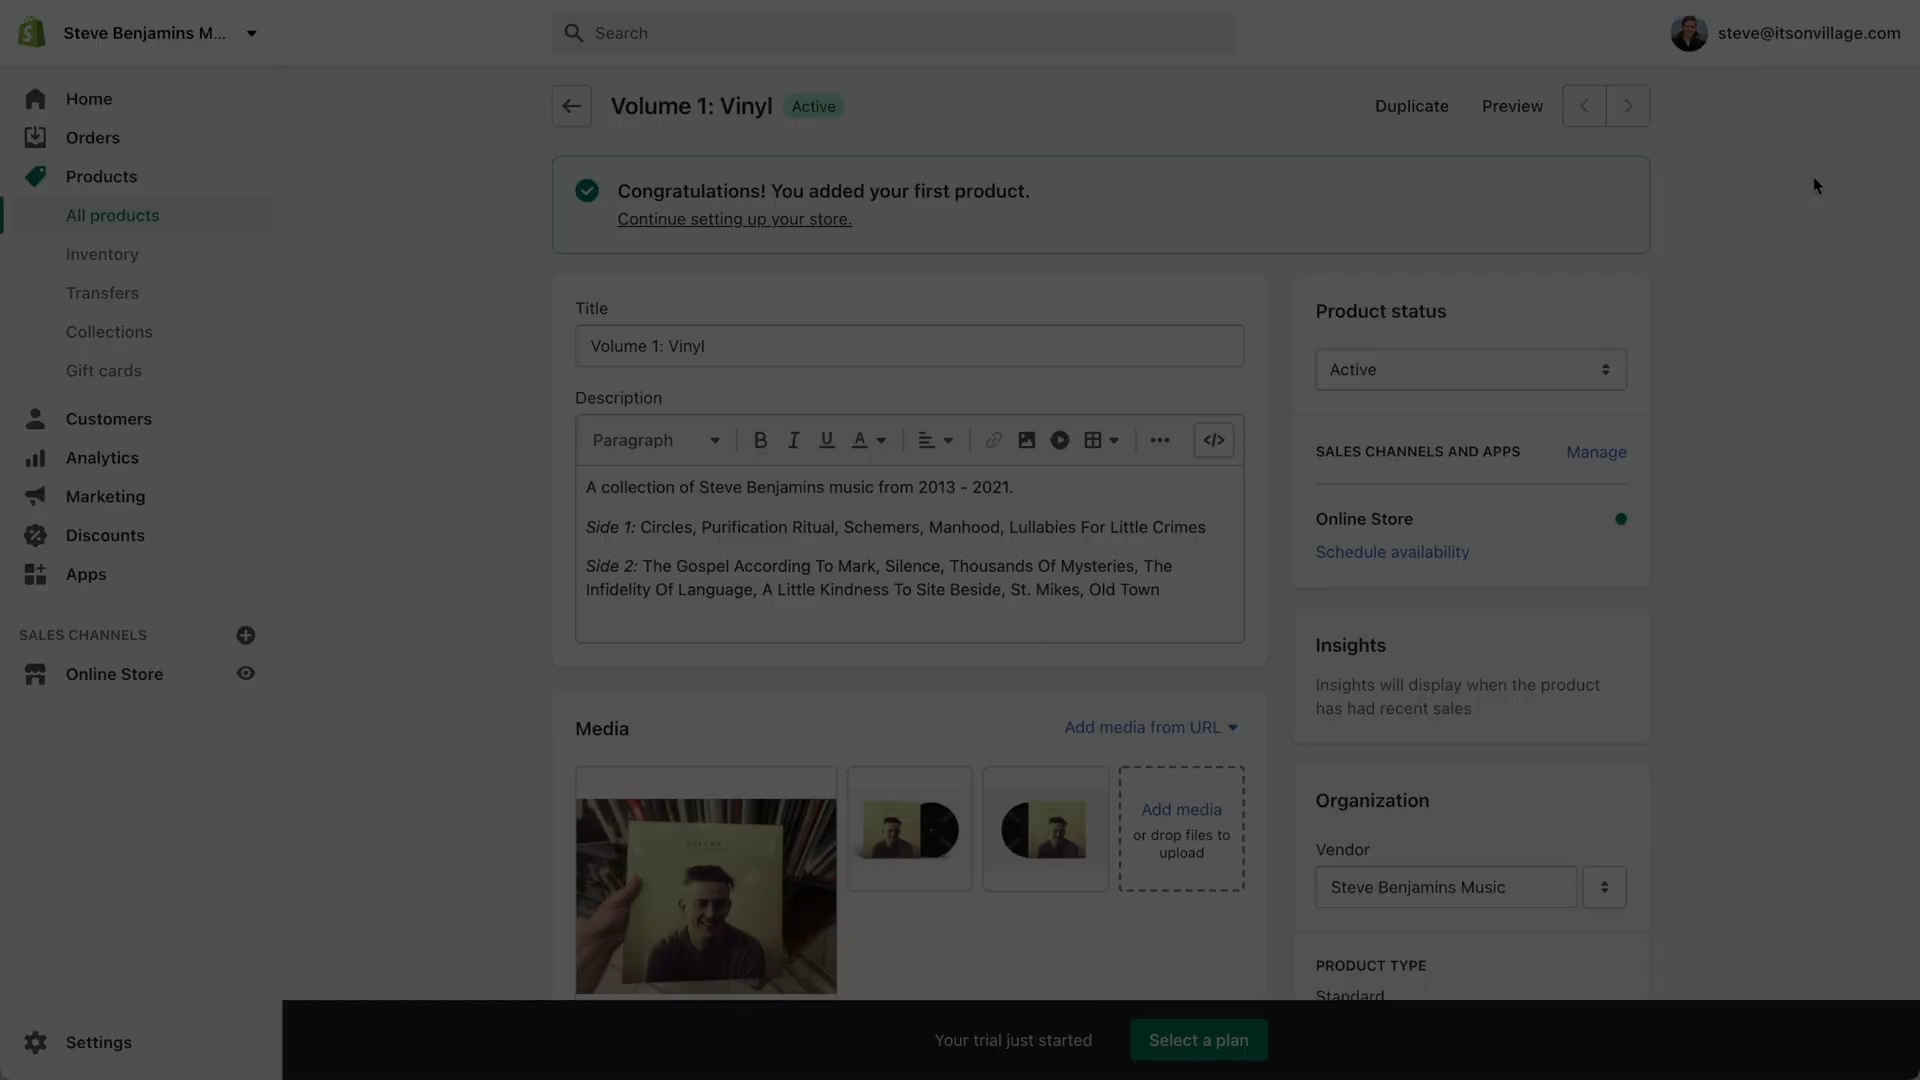 Steve Benjamins M...
Search
steve@itsonvillage.com
Home
Orders
Products
All products
Inventory
Transfers
Collections
Gift cards
Customers
Analytics
Marketing
Discounts
Apps
SALES CHANNELS
Online Store
Settings
Volume 1: Vinyl
Active
Duplicate
Preview
Congratulations! You added your first product.
Continue setting up your store.
Title
Volume 1: Vinyl
Description
Paragraph
B I U A
</>
A collection of Steve Benjamins music from 2013 - 2021.
Side 1: Circles, Purification Ritual, Schemers, Manhood, Lullabies For Little Crimes
Side 2: The Gospel According To Mark, Silence, Thousands Of Mysteries, The
Infidelity Of Language, A Little Kindness To Site Beside, St. Mikes, Old Town
Media
Add media from URL
Add media
or drop files to
upload
Product status
Active
SALES CHANNELS AND APPS
Manage
Online Store
Schedule availability
Insights
Insights will display when the product
has had recent sales
Organization
Vendor
Steve Benjamins Music
PRODUCT TYPE
Standard
Your trial just started
Select a plan